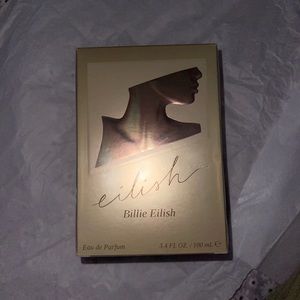 eilish
Billie Eilish
Eau de Parfum 3.4 FL OZ / 100 mL ℮